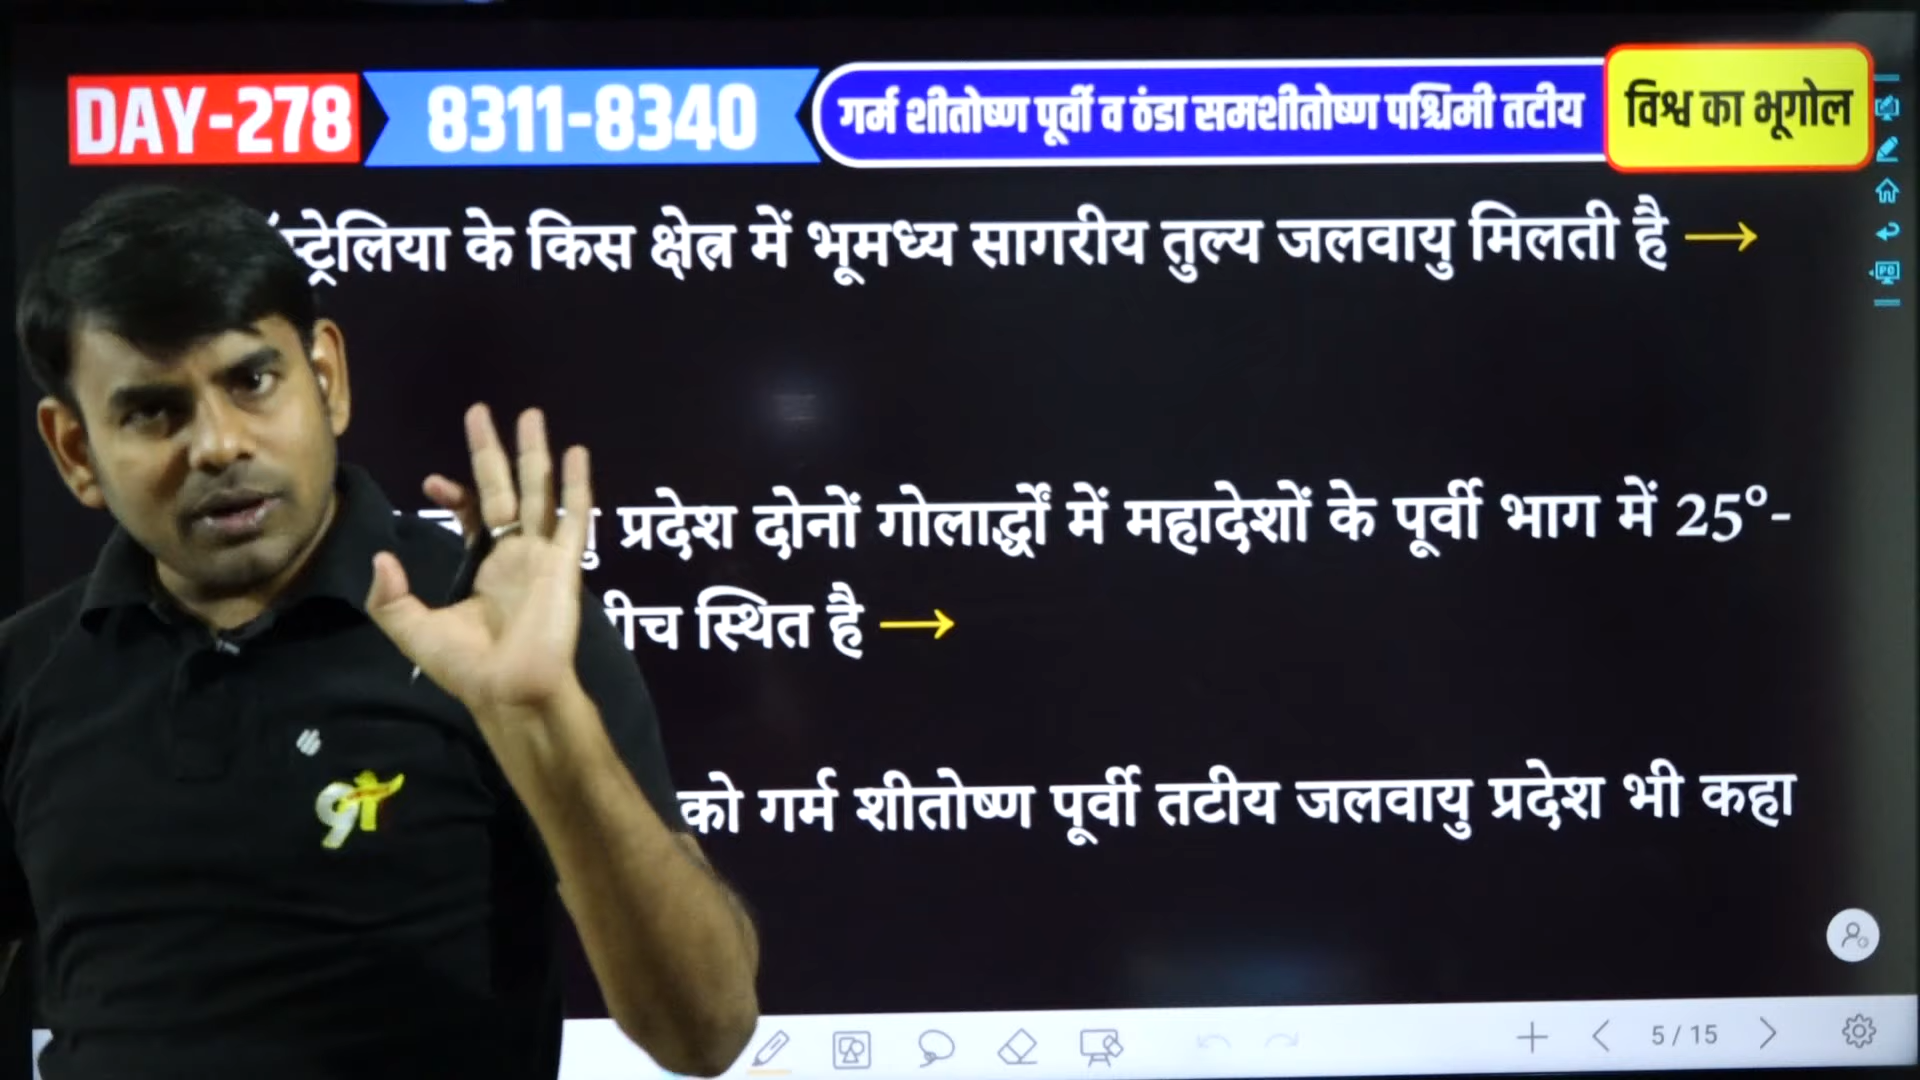 DAY-278
8311-8340
गर्म शीतोष्ण पूर्वी व ठंडा समशीतोष्ण पश्चिमी तटीय
विश्व का भूगोल
के किस क्षेत्र में भूमध्य सागरीय तुल्य जलवायु मिलती है →
प्रदेश दोनों गोलार्द्धों में महादेशों के पूर्वी भाग में 25°-
स्थित है →
को गर्म शीतोष्ण पूर्वी तटीय जलवायु प्रदेश भी कहा
5 / 15